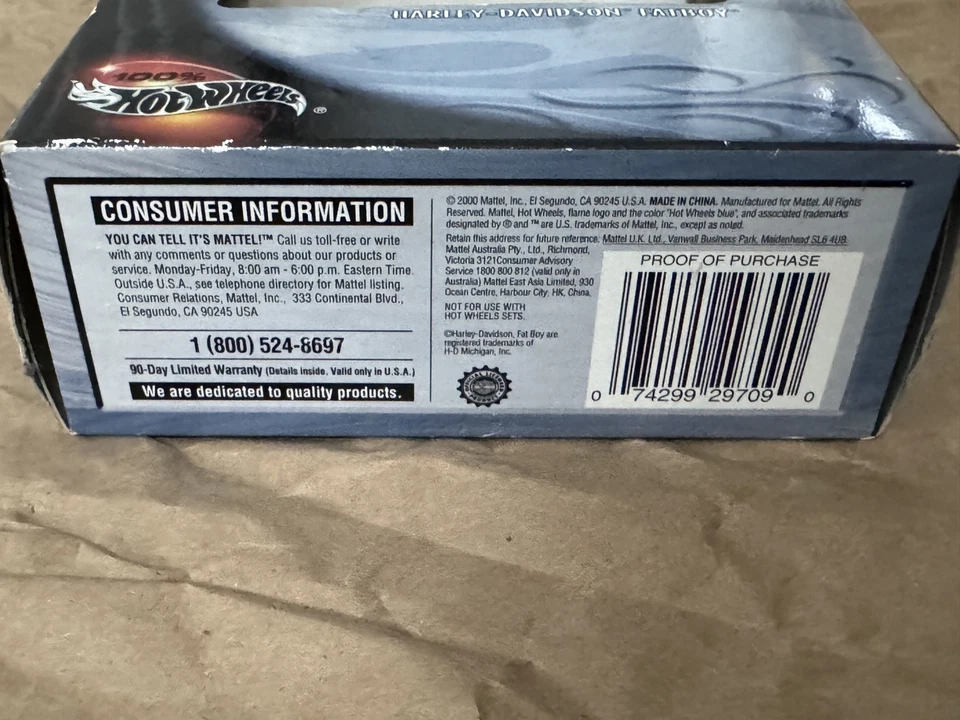 HARLEY-DAVIDSON® FATBOY®
100%
HOT WHEELS®
CONSUMER INFORMATION
YOU CAN TELL IT'S MATTEL!™ Call us toll-free or write
with any comments or questions about our products or
service. Monday-Friday, 8:00 am - 6:00 p.m. Eastern Time.
Outside U.S.A., see telephone directory for Mattel listing.
Consumer Relations, Mattel, Inc., 333 Continental Blvd.,
El Segundo, CA 90245 USA
1 (800) 524-8697
90-Day Limited Warranty (Details inside. Valid only in U.S.A.)
We are dedicated to quality products.
© 2000 Mattel, Inc., El Segundo, CA 90245 U.S.A. MADE IN CHINA. Manufactured for Mattel. All Rights
Reserved. Mattel, Hot Wheels, flame logo and the color "Hot Wheels blue", and associated trademarks
designated by ® and ™ are U.S. trademarks of Mattel, Inc., except as noted.
Retain this address for future reference: Mattel U.K. Ltd., Vanwall Business Park, Maidenhead SL6 4UB.
Mattel Australia Pty., Ltd., Richmond,
Victoria 3121Consumer Advisory
Service 1800 800 812 (valid only in
Australia) Mattel East Asia Limited, 930
Ocean Centre, Harbour City, HK, China.
NOT FOR USE WITH
HOT WHEELS SETS.
©Harley-Davidson, Fat Boy are
registered trademarks of
H-D Michigan, Inc.
PROOF OF PURCHASE
0 74299 29709 0